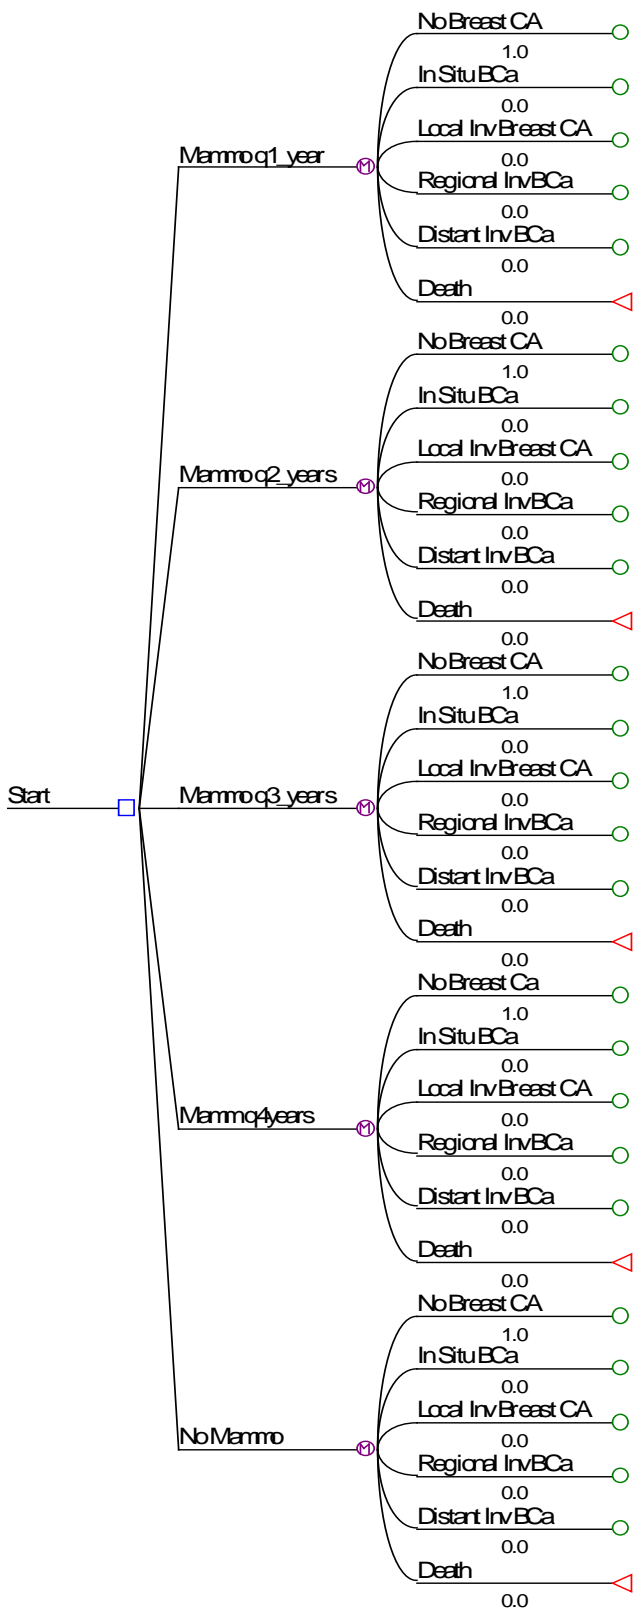 No Breast CA
1.0
In Situ BCa
0.0
Local Inv Breast CA
0.0
Mammo q1_year
M
Regional Inv BCa
0.0
Distant Inv BCa
0.0
Death
0.0
No Breast CA
1.0
In Situ BCa
0.0
Local Inv Breast CA
0.0
Mammo q2_years
M
Regional Inv BCa
0.0
Distant Inv BCa
0.0
Death
0.0
No Breast CA
1.0
In Situ BCa
0.0
Local Inv Breast CA
0.0
Start
Mammo q3_years
M
Regional Inv BCa
0.0
Distant Inv BCa
0.0
Death
0.0
No Breast Ca
1.0
In Situ BCa
0.0
Local Inv Breast CA
0.0
Mammo q4years
M
Regional Inv BCa
0.0
Distant Inv BCa
0.0
Death
0.0
No Breast CA
1.0
In Situ BCa
0.0
Local Inv Breast CA
0.0
No Mammo
M
Regional Inv BCa
0.0
Distant Inv BCa
0.0
Death
0.0